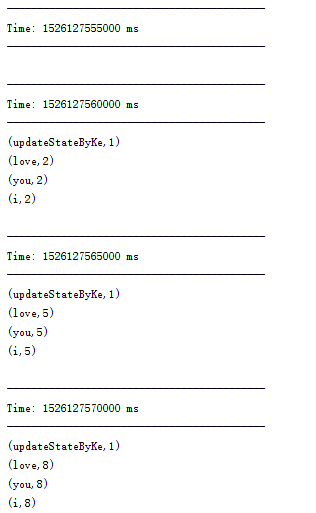 Time: 1526127555000 ms
Time: 1526127560000 ms
(updateStateByKe,1)
(love,2)
(you,2)
(i,2)
Time: 1526127565000 ms
(updateStateByKe,1)
(love,5)
(you,5)
(i,5)
Time: 1526127570000 ms
(updateStateByKe,1)
(love,8)
(you,8)
(i,8)